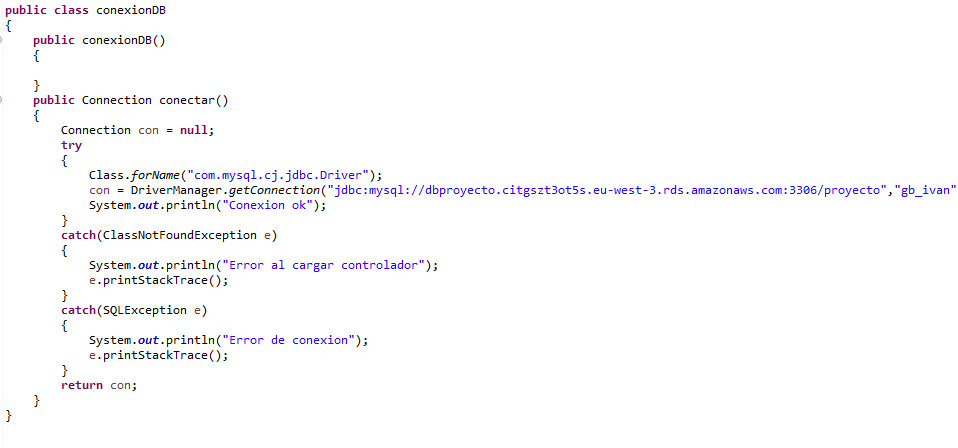 public class conexionDB
{
    public conexionDB()
    {

    }
    public Connection conectar()
    {
        Connection con = null;
        try
        {
            Class.forName("com.mysql.cj.jdbc.Driver");
            con = DriverManager.getConnection("jdbc:mysql://dbproyecto.citgszt3ot5s.eu-west-3.rds.amazonaws.com:3306/proyecto","gb_ivan"
            System.out.println("Conexion ok");
        }
        catch(ClassNotFoundException e)
        {
            System.out.println("Error al cargar controlador");
            e.printStackTrace();
        }
        catch(SQLException e)
        {
            System.out.println("Error de conexion");
            e.printStackTrace();
        }
        return con;
    }
}